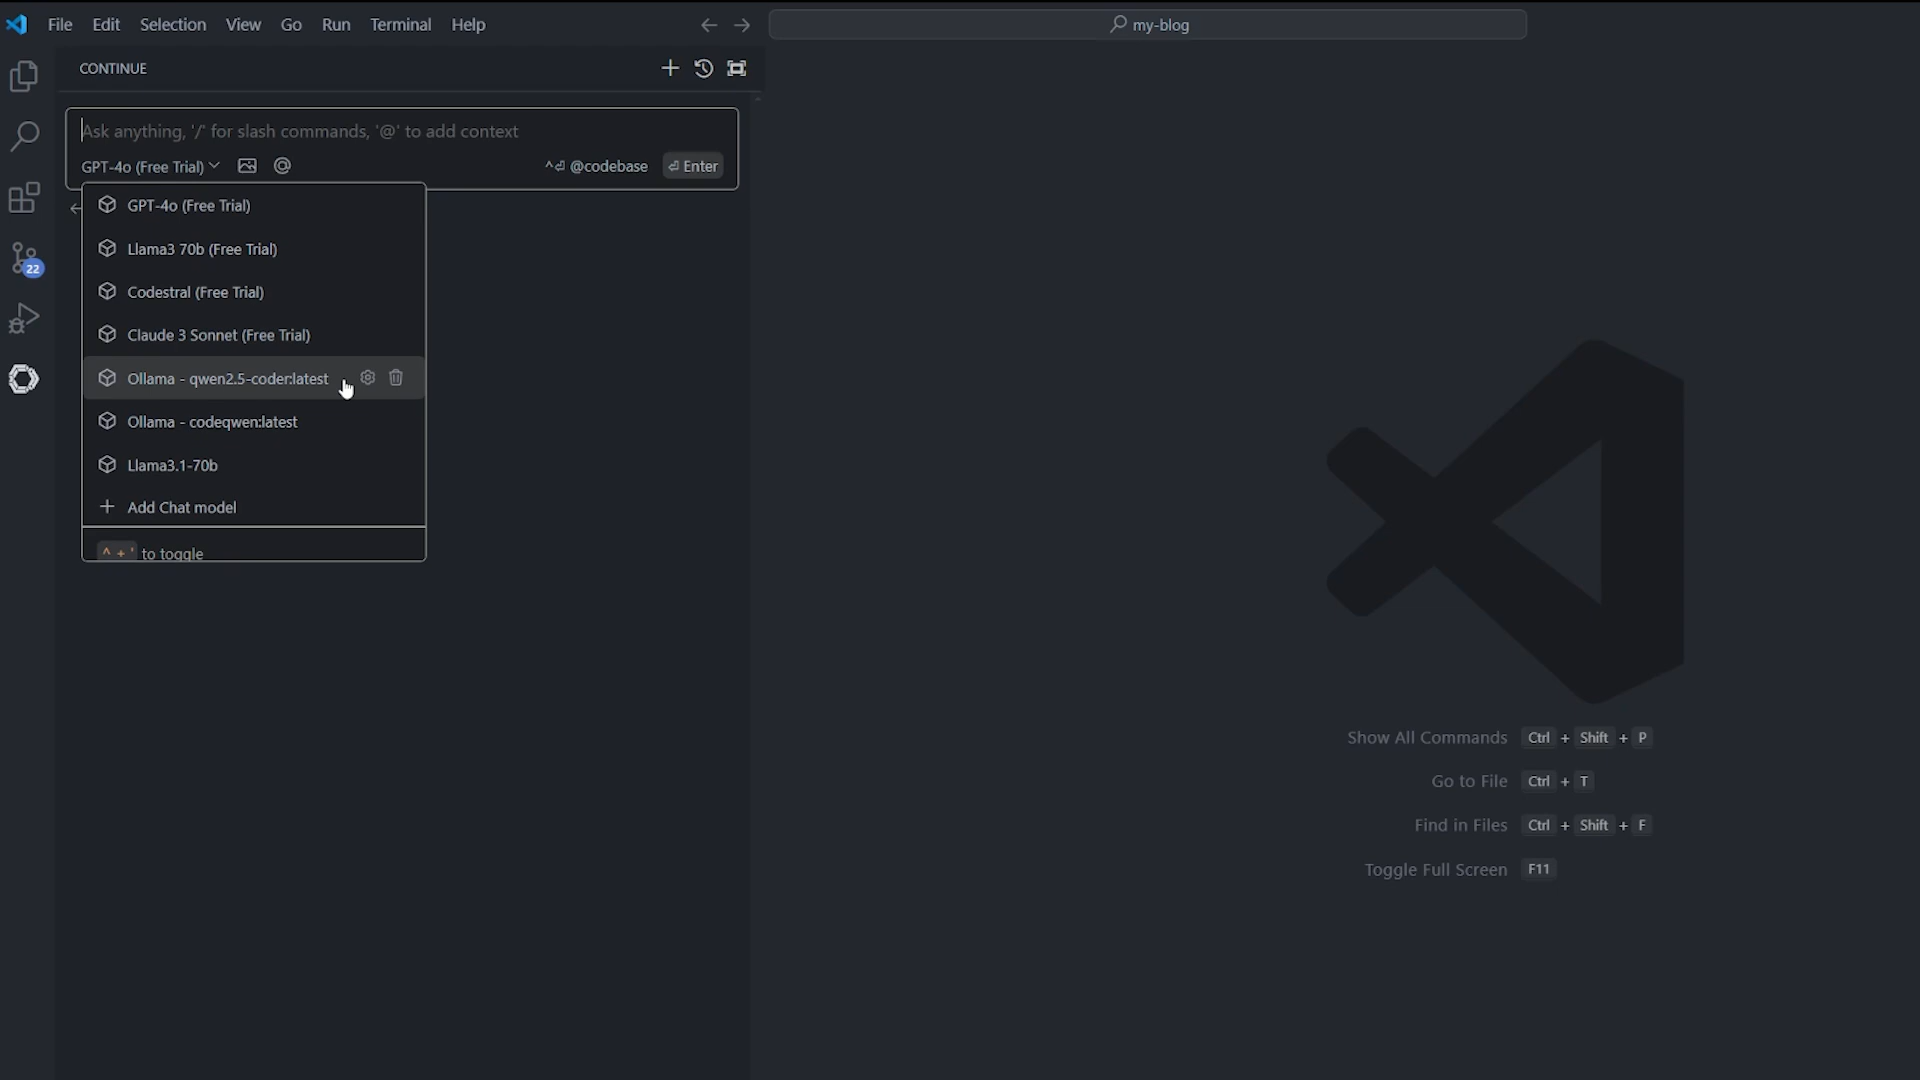 File Edit Selection View Go Run Terminal Help
my-blog
CONTINUE
Ask anything, '/' for slash commands, '@' to add context
GPT-4o (Free Trial)
^⏎ @codebase
⏎ Enter
GPT-4o (Free Trial)
Llama3 70b (Free Trial)
Codestral (Free Trial)
Claude 3 Sonnet (Free Trial)
Ollama - qwen2.5-coder:latest
Ollama - codeqwen:latest
Llama3.1-70b
+ Add Chat model
^ + ' to toggle
22
Show All Commands Ctrl + Shift + P
Go to File Ctrl + T
Find in Files Ctrl + Shift + F
Toggle Full Screen F11